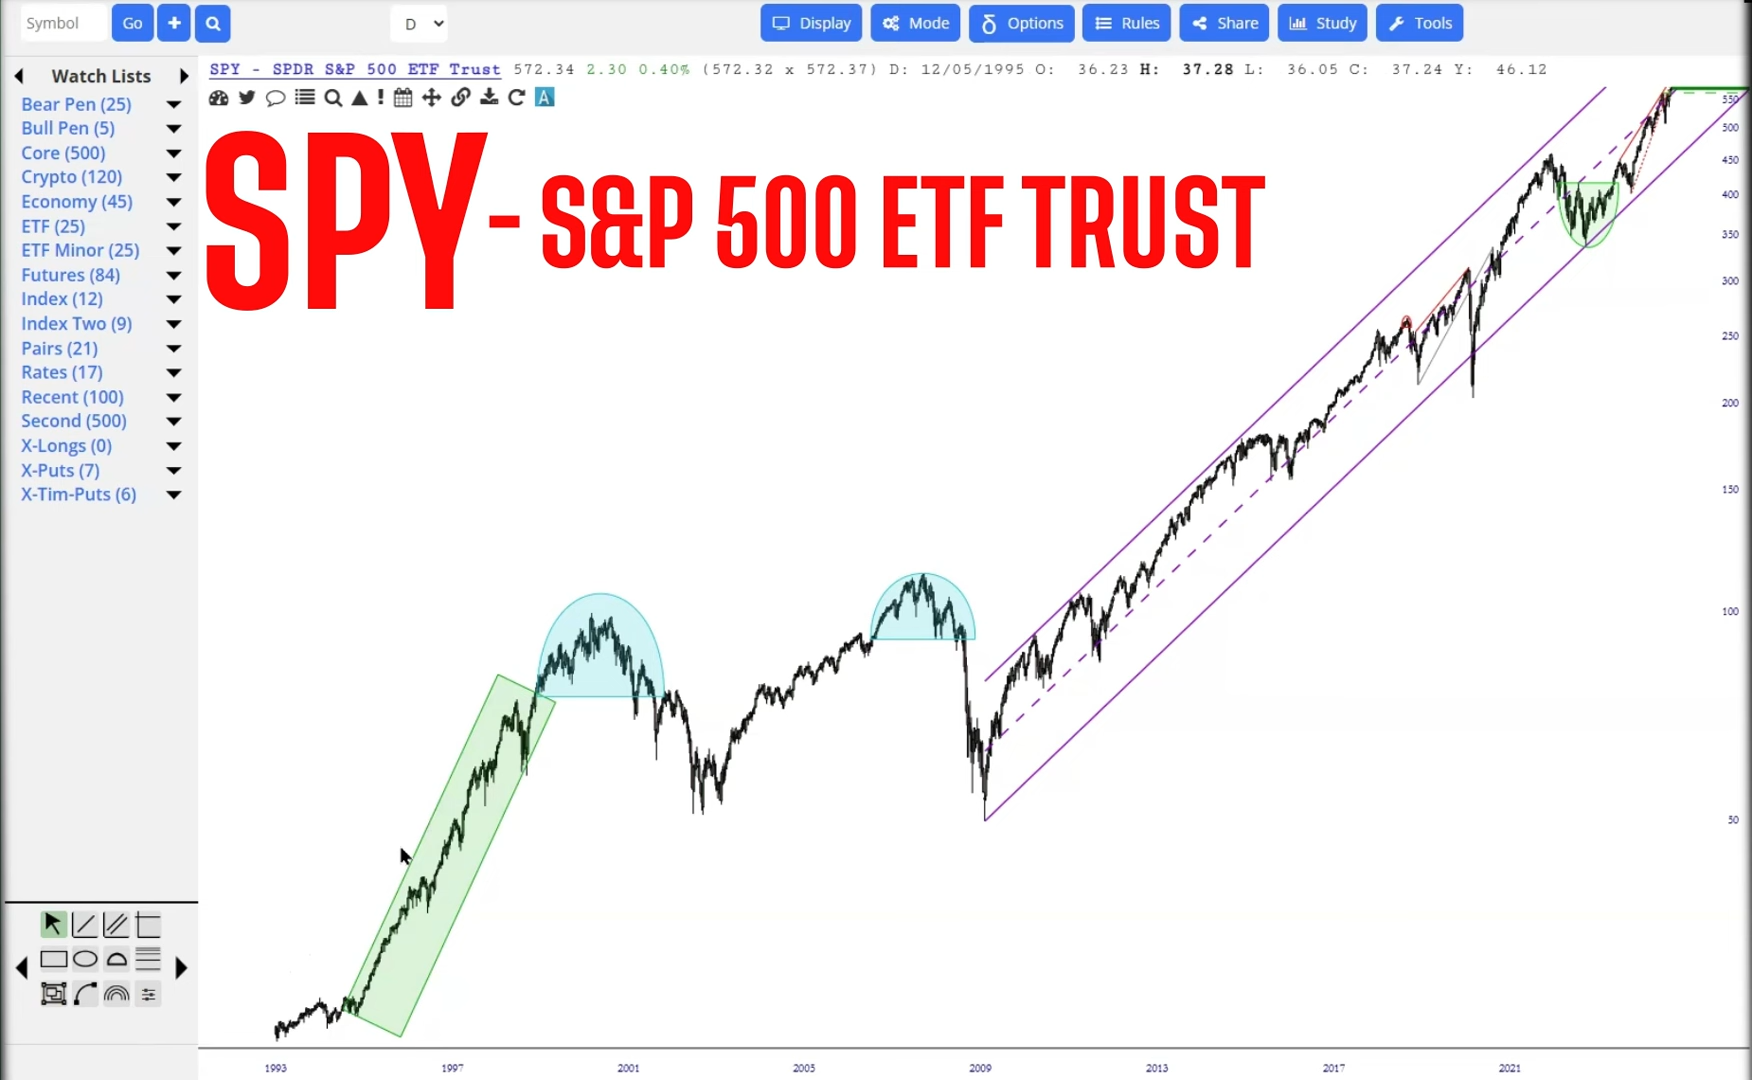 Symbol Go + D Display Mode δ Options Rules Share Study Tools
Watch Lists
Bear Pen (25)
Bull Pen (5)
Core (500)
Crypto (120)
Economy (45)
ETF (25)
ETF Minor (25)
Futures (84)
Index (12)
Index Two (9)
Pairs (21)
Rates (17)
Recent (100)
Second (500)
X-Longs (0)
X-Puts (7)
X-Tim-Puts (6)
SPY - SPDR S&P 500 ETF Trust 572.34 2.30 0.40% (572.32 x 572.37) D: 12/05/1995 O: 36.23 H: 37.28 L: 36.05 C: 37.24 Y: 46.12
A
SPY - S&P 500 ETF TRUST
550
500
450
400
350
300
250
200
150
100
50
1993 1997 2001 2005 2009 2013 2017 2021